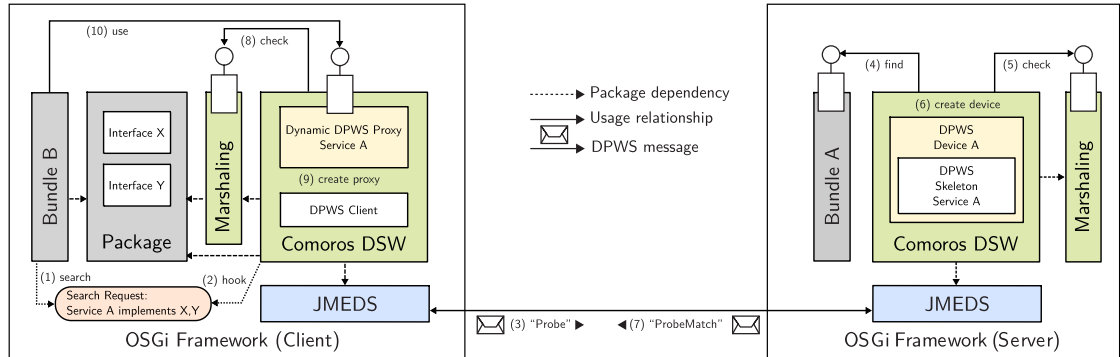 (10) use
(8) check
Bundle B
Interface X
Interface Y
Package
Marshaling
Dynamic DPWS Proxy
Service A
(9) create proxy
DPWS Client
Comoros DSW
(1) search
(2) hook
Search Request:
Service A implements X,Y
JMEDS
OSGi Framework (Client)
Package dependency
Usage relationship
DPWS message
(3) "Probe"
(7) "ProbeMatch"
(4) find
(5) check
Bundle A
(6) create device
DPWS
Device A
DPWS
Skeleton
Service A
Comoros DSW
Marshaling
JMEDS
OSGi Framework (Server)